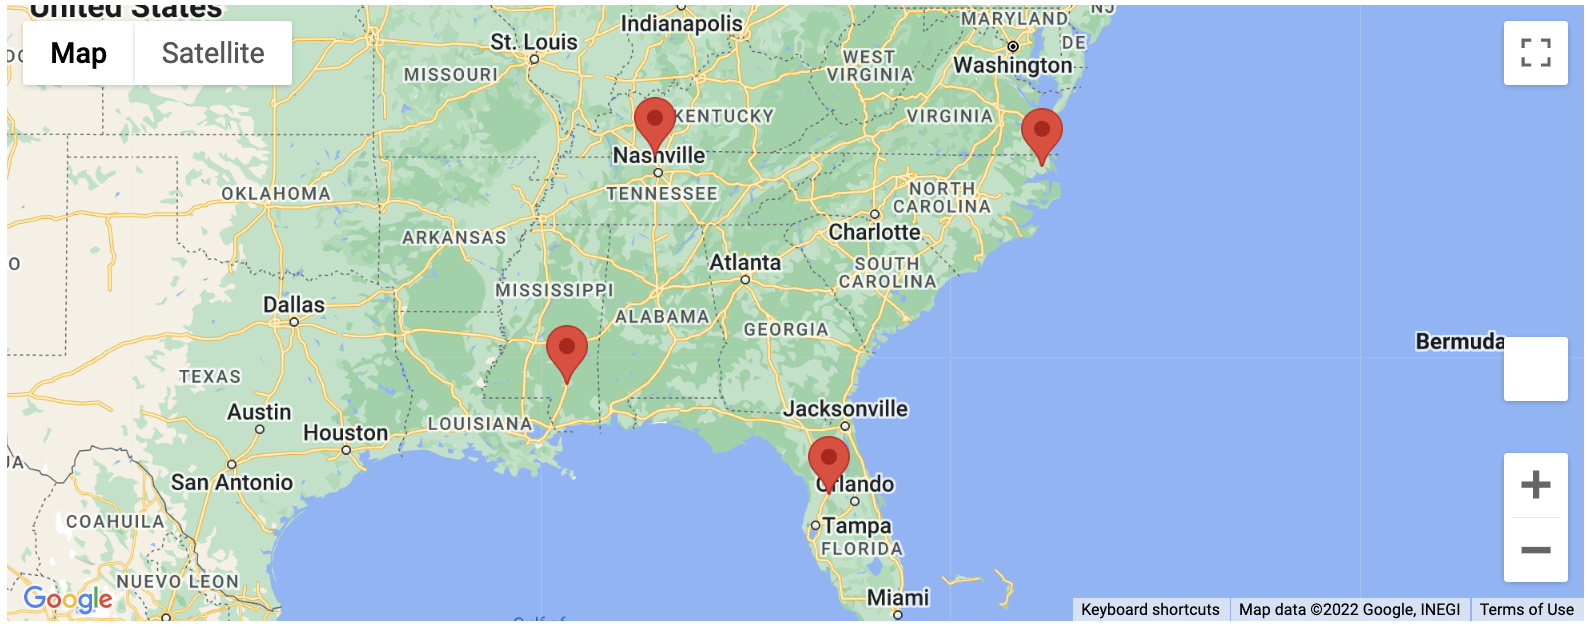 United States
Map
Satellite
Indianapolis
MARYLAND
NJ
St. Louis
DE
MISSOURI
WEST
VIRGINIA
Washington
KENTUCKY
VIRGINIA
Nashville
TENNESSEE
OKLAHOMA
NORTH
CAROLINA
ARKANSAS
Charlotte
Atlanta
SOUTH
CAROLINA
MISSISSIPPI
Dallas
ALABAMA
GEORGIA
Bermuda
TEXAS
Austin
Jacksonville
Houston
LOUISIANA
San Antonio
Orlando
COAHUILA
Tampa
FLORIDA
NUEVO LEON
Miami
Google
Gulf of
Keyboard shortcuts
Map data ©2022 Google, INEGI
Terms of Use